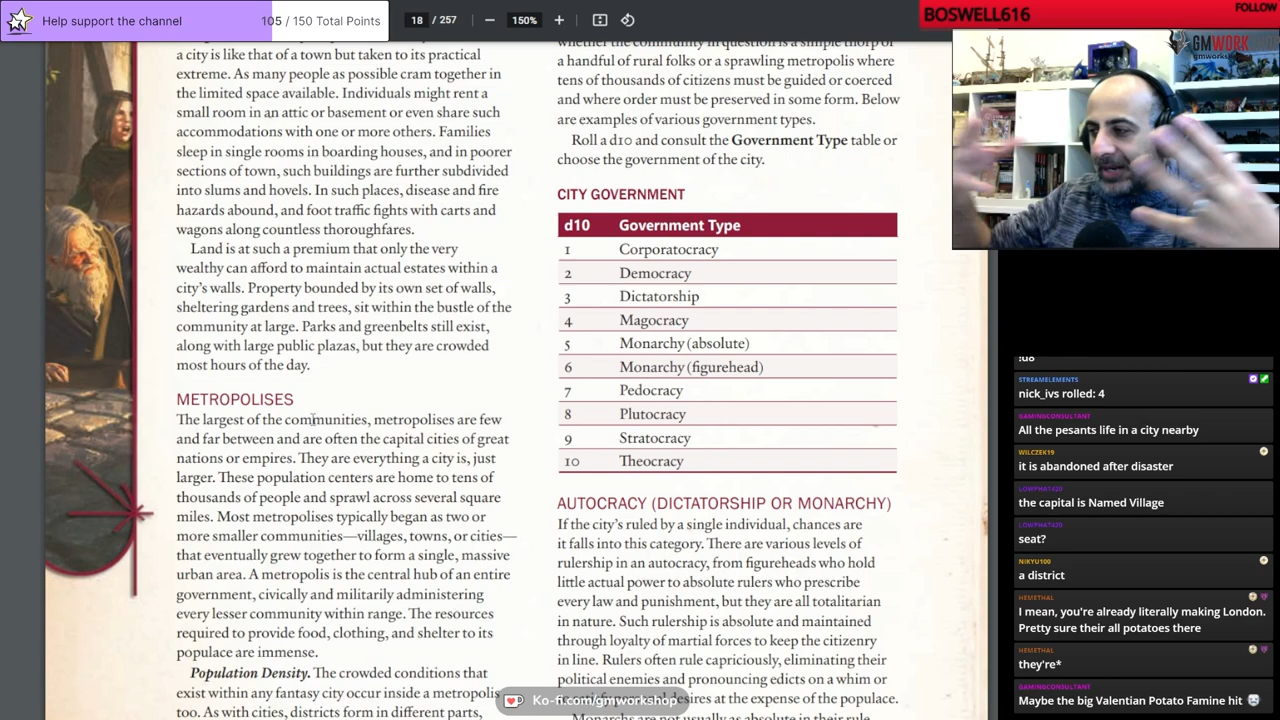 Help support the channel
105 / 150 Total Points
18 / 257
150%
BOSWELL616
FOLLOW
GMWORK
gmworks
a city is like that of a town but taken to its practical
extreme. As many people as possible cram together in
the limited space available. Individuals might rent a
small room in an attic or basement or even share such
accommodations with one or more others. Families
sleep in single rooms in boarding houses, and in poorer
sections of town, such buildings are further subdivided
into slums and hovels. In such places, disease and fire
hazards abound, and foot traffic fights with carts and
wagons along countless thoroughfares.
Land is at such a premium that only the very
wealthy can afford to maintain actual estates within a
city's walls. Property bounded by its own set of walls,
sheltering gardens and trees, sit within the bustle of the
community at large. Parks and greenbelts still exist,
along with large public plazas, but they are crowded
most hours of the day.
METROPOLISES
The largest of the communities, metropolises are few
and far between and are often the capital cities of great
nations or empires. They are everything a city is, just
larger. These population centers are home to tens of
thousands of people and sprawl across several square
miles. Most metropolises typically began as two or
more smaller communities—villages, towns, or cities—
that eventually grew together to form a single, massive
urban area. A metropolis is the central hub of an entire
government, civically and militarily administering
every lesser community within range. The resources
required to provide food, clothing, and shelter to its
populace are immense.
Population Density. The crowded conditions that
exist within any fantasy city occur inside a metropolis,
too. As with cities, districts form in different parts,
whether the community in question is a simple thorp of
a handful of rural folks or a sprawling metropolis where
tens of thousands of citizens must be guided or coerced
and where order must be preserved in some form. Below
are examples of various government types.
Roll a d10 and consult the Government Type table or
choose the government of the city.
CITY GOVERNMENT
d10 Government Type
1 Corporatocracy
2 Democracy
3 Dictatorship
4 Magocracy
5 Monarchy (absolute)
6 Monarchy (figurehead)
7 Pedocracy
8 Plutocracy
9 Stratocracy
10 Theocracy
AUTOCRACY (DICTATORSHIP OR MONARCHY)
If the city's ruled by a single individual, chances are
it falls into this category. There are various levels of
rulership in an autocracy, from figureheads who hold
little actual power to absolute rulers who prescribe
every law and punishment, but they are all totalitarian
in nature. Such rulership is absolute and maintained
through loyalty of martial forces to keep the citizenry
in line. Rulers often rule capriciously, eliminating their
political enemies and pronouncing edicts on a whim or
desires at the expense of the populace.
Monarchs are not usually as absolute in their rule
Ko-fi.com/gmworkshop
!d8
STREAMELEMENTS
nick_ivs rolled: 4
GAMINGCONSULTANT
All the pesants life in a city nearby
WILCZEK19
it is abandoned after disaster
LOWPHAT420
the capital is Named Village
LOWPHAT420
seat?
NIKYU100
a district
HEMETHAL
I mean, you're already literally making London.
Pretty sure their all potatoes there
HEMETHAL
they're*
GAMINGCONSULTANT
Maybe the big Valentian Potato Famine hit